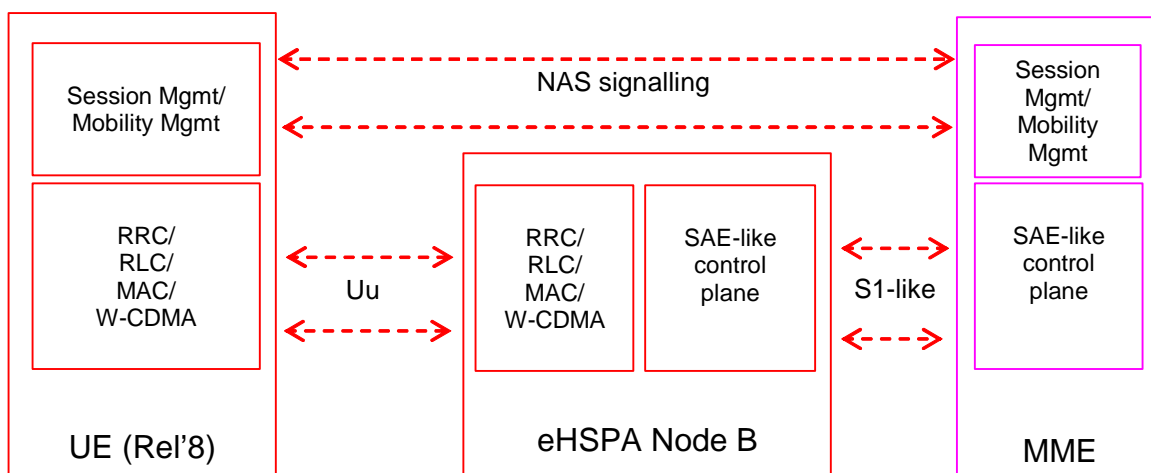 Session Mgmt/
Mobility Mgmt
NAS signalling
Session
Mgmt/
Mobility
Mgmt
RRC/
RLC/
MAC/
W-CDMA
Uu
RRC/
RLC/
MAC/
W-CDMA
SAE-like
control
plane
S1-like
SAE-like
control
plane
UE (Rel’8)
eHSPA Node B
MME